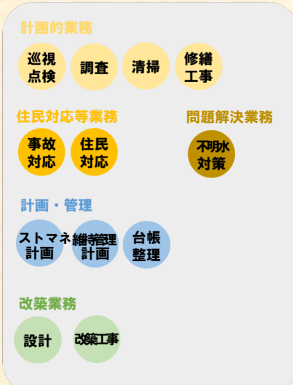 計画的業務
巡視
点検
調査
清掃
修繕
工事
住民対応等業務
事故
対応
住民
対応
問題解決業務
不明水
対策
計画・管理
ストマネ
計画
維持管理
計画
台帳
整理
改築業務
設計
改築工事